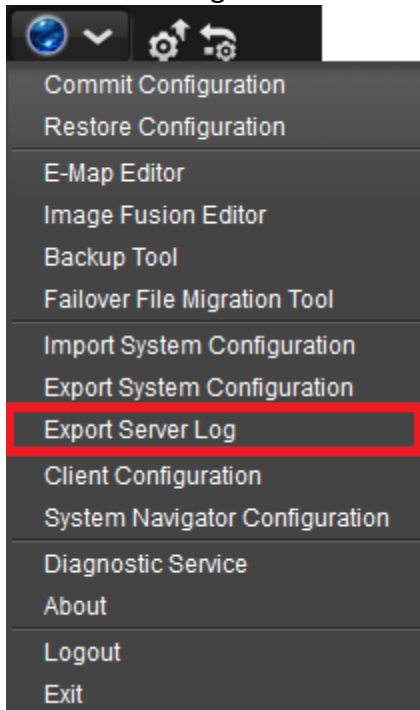 Commit Configuration
Restore Configuration
E-Map Editor
Image Fusion Editor
Backup Tool
Failover File Migration Tool
Import System Configuration
Export System Configuration
Export Server Log
Client Configuration
System Navigator Configuration
Diagnostic Service
About
Logout
Exit